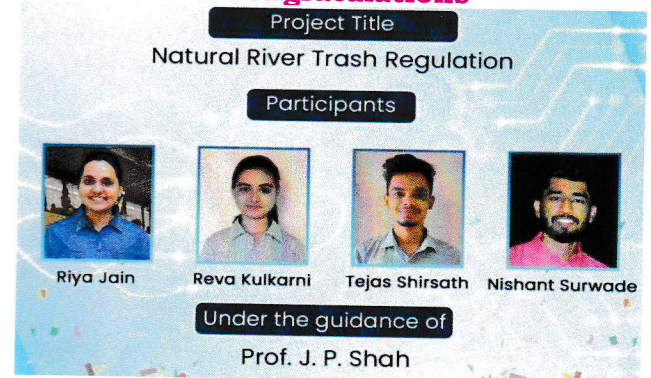 Project Title
Natural River Trash Regulation
Participants
Riya Jain
Reva Kulkarni
Tejas Shirsath
Nishant Surwade
Under the guidance of
Prof. J. P. Shah